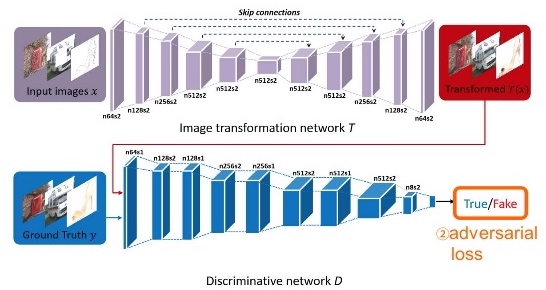 Skip connections
Input images x
Transformed T(x)
n64s2 n128s2 n256s2 n512s2 n512s2 n512s2 n512s2 n512s2 n256s2 n128s2 n64s2
Image transformation network T
n64s1 n128s2 n128s1 n256s2 n256s1 n512s2 n512s1 n512s2 n8s2
Ground Truth y
True/Fake
②adversarial
loss
Discriminative network D